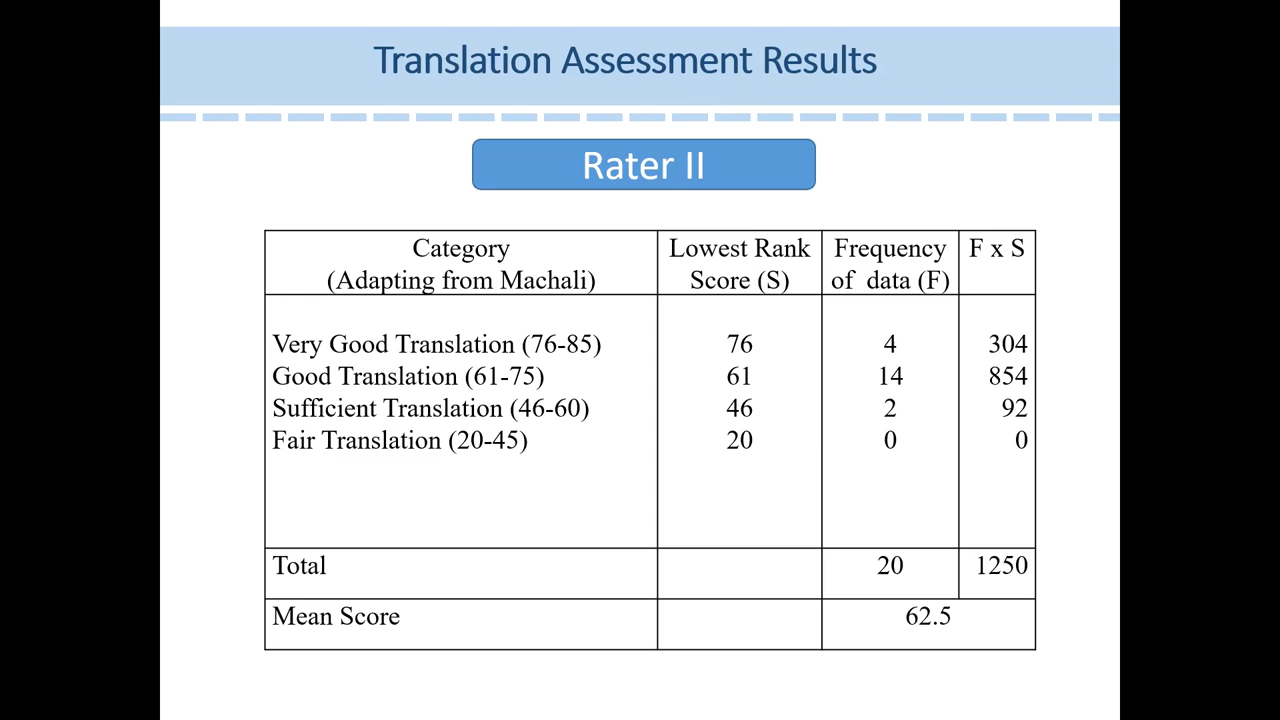 Translation Assessment Results
Rater II
Category Lowest Rank Frequency F x S
(Adapting from Machali) Score (S) of data (F)
Very Good Translation (76-85) 76 4 304
Good Translation (61-75) 61 14 854
Sufficient Translation (46-60) 46 2 92
Fair Translation (20-45) 20 0 0
Total 20 1250
Mean Score 62.5